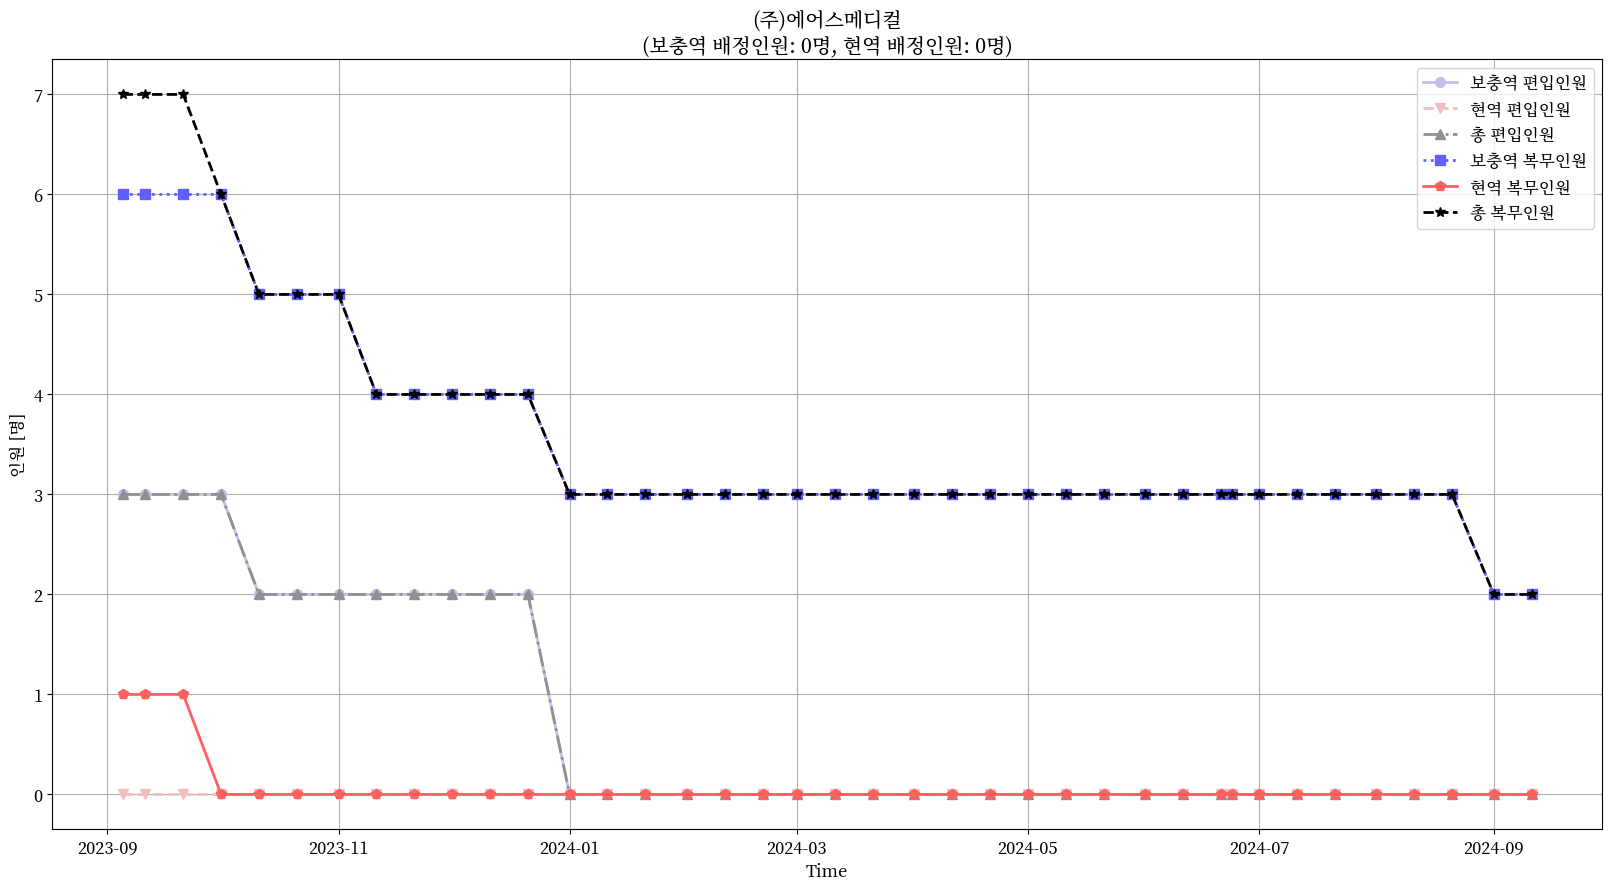 (주)에어스메디컬
(보충역 배정인원: 0명, 현역 배정인원: 0명)
보충역 편입인원
현역 편입인원
총 편입인원
보충역 복무인원
현역 복무인원
총 복무인원
인원 [명]
7
6
5
4
3
2
1
0
2023-09
2023-11
2024-01
2024-03
2024-05
2024-07
2024-09
Time